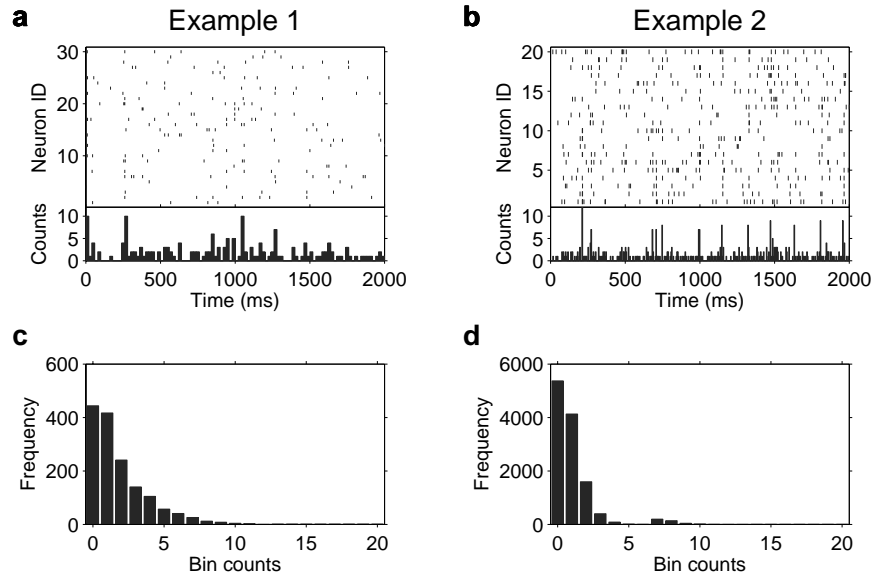 a
Example 1
30
20
10
Neuron ID
10
5
0
Counts
0 500 1000 1500 2000
Time (ms)
b
Example 2
20
15
10
5
Neuron ID
10
5
0
Counts
0 500 1000 1500 2000
Time (ms)
c
600
400
200
0
Frequency
0 5 10 15 20
Bin counts
d
6000
4000
2000
0
Frequency
0 5 10 15 20
Bin counts